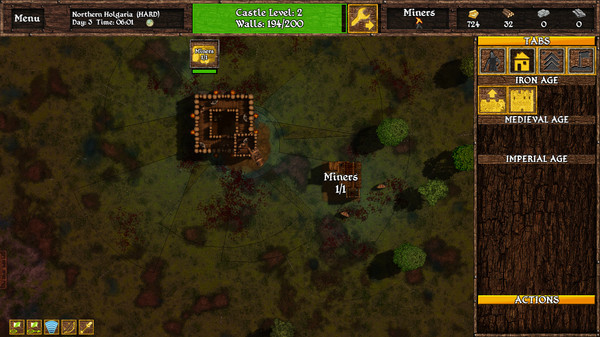 Menu
Northern Holgaria (HARD)
Day: 3 Time: 06:01
Castle Level: 2
Walls: 194/200
Miners
724
32
0
0
TABS
IRON AGE
MEDIEVAL AGE
IMPERIAL AGE
ACTIONS
Miners
1/1
Miners
1/1